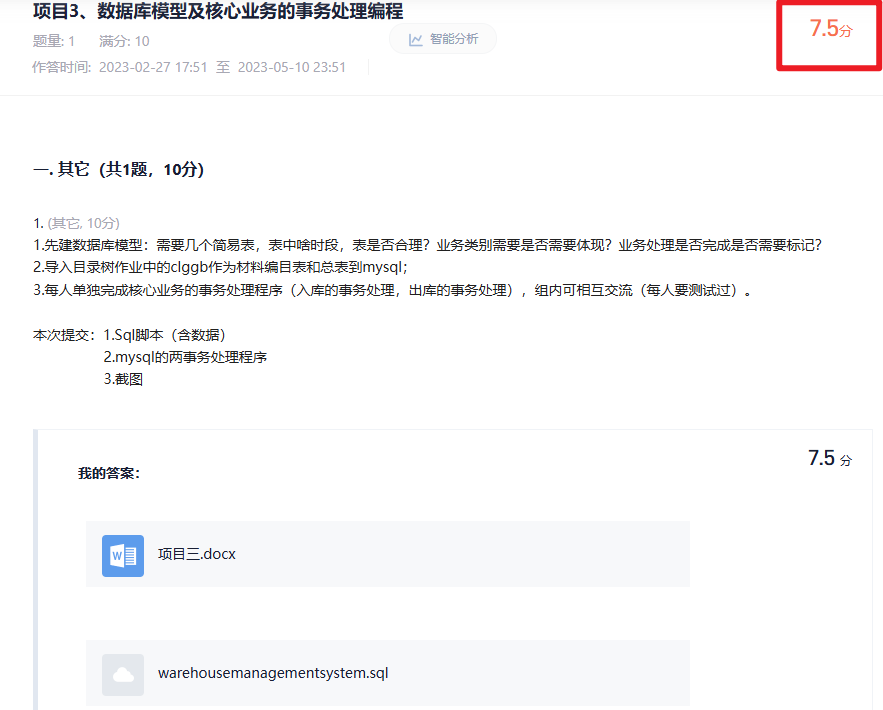 项目3、数据库模型及核心业务的事务处理编程
7.5分
题量: 1 满分: 10
智能分析
作答时间: 2023-02-27 17:51 至 2023-05-10 23:51
一. 其它（共1题，10分）
1. (其它, 10分)
1.先建数据库模型：需要几个简易表，表中啥时段，表是否合理？业务类别需要是否需要体现？业务处理是否完成是否需要标记？
2.导入目录树作业中的clggb作为材料编目表和总表到mysql；
3.每人单独完成核心业务的事务处理程序（入库的事务处理，出库的事务处理），组内可相互交流（每人要测试过）。
本次提交：1.Sql脚本（含数据）
2.mysql的两事务处理程序
3.截图
7.5 分
我的答案：
W 项目三.docx
warehousemanagementsystem.sql